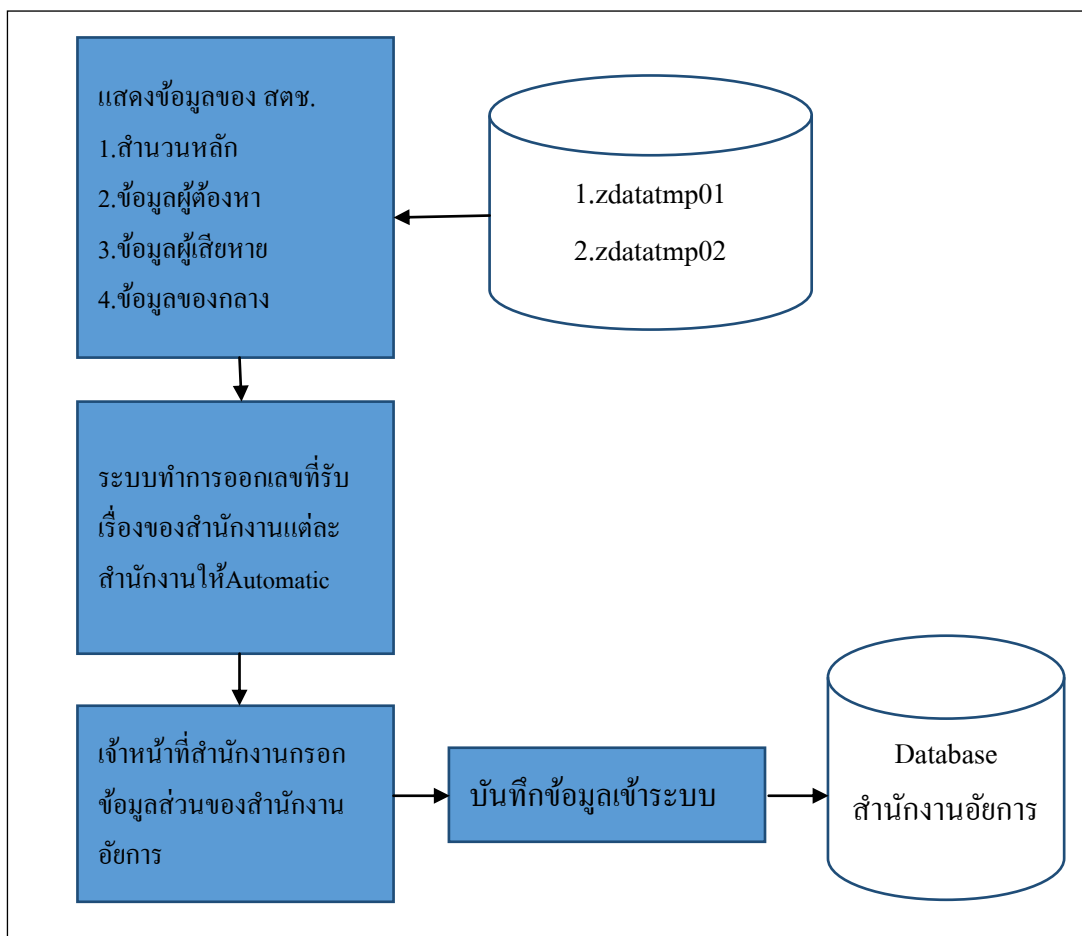 แสดงข้อมูลของ สตช.
1.สำนวนหลัก
2.ข้อมูลผู้ต้องหา
3.ข้อมูลผู้เสียหาย
4.ข้อมูลของกลาง
1.zdatatmp01
2.zdatatmp02
ระบบทำการออกเลขที่รับ
เรื่องของสำนักงานแต่ละ
สำนักงานให้Automatic
เจ้าหน้าที่สำนักงานกรอก
ข้อมูลส่วนของสำนักงาน
อัยการ
บันทึกข้อมูลเข้าระบบ
Database
สำนักงานอัยการ